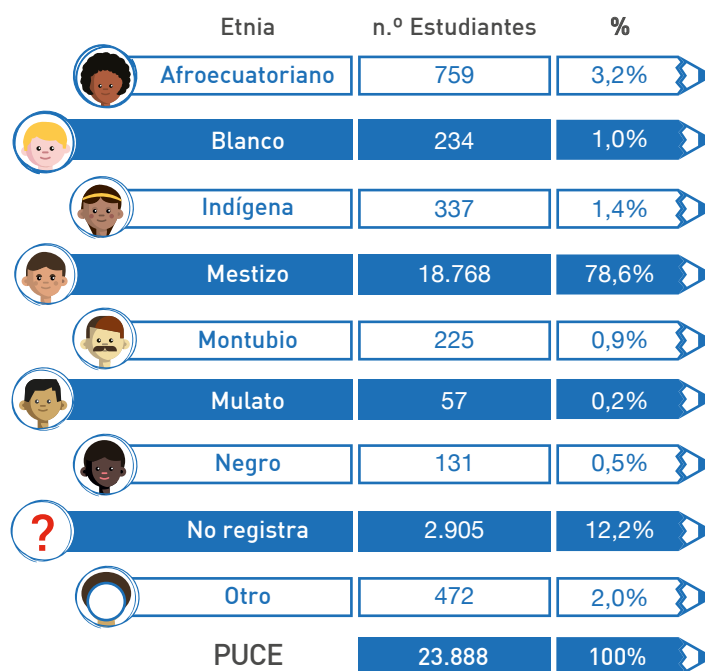 Etnia n.º Estudiantes %
Afroecuatoriano 759 3,2%
Blanco 234 1,0%
Indígena 337 1,4%
Mestizo 18.768 78,6%
Montubio 225 0,9%
Mulato 57 0,2%
Negro 131 0,5%
? No registra 2.905 12,2%
Otro 472 2,0%
PUCE 23.888 100%